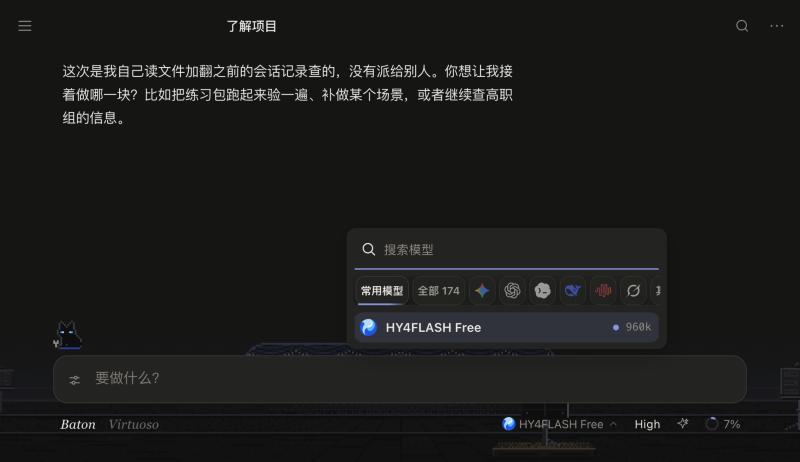 了解项目
这次是我自己读文件加翻之前的会话记录查的，没有派给别人。你想让我接
着做哪一块？比如把练习包跑起来验一遍、补做某个场景，或者继续查高职
组的信息。
搜索模型
常用模型 全部 174
HY4FLASH Free 960k
要做什么？
Baton Virtuoso HY4FLASH Free High 7%